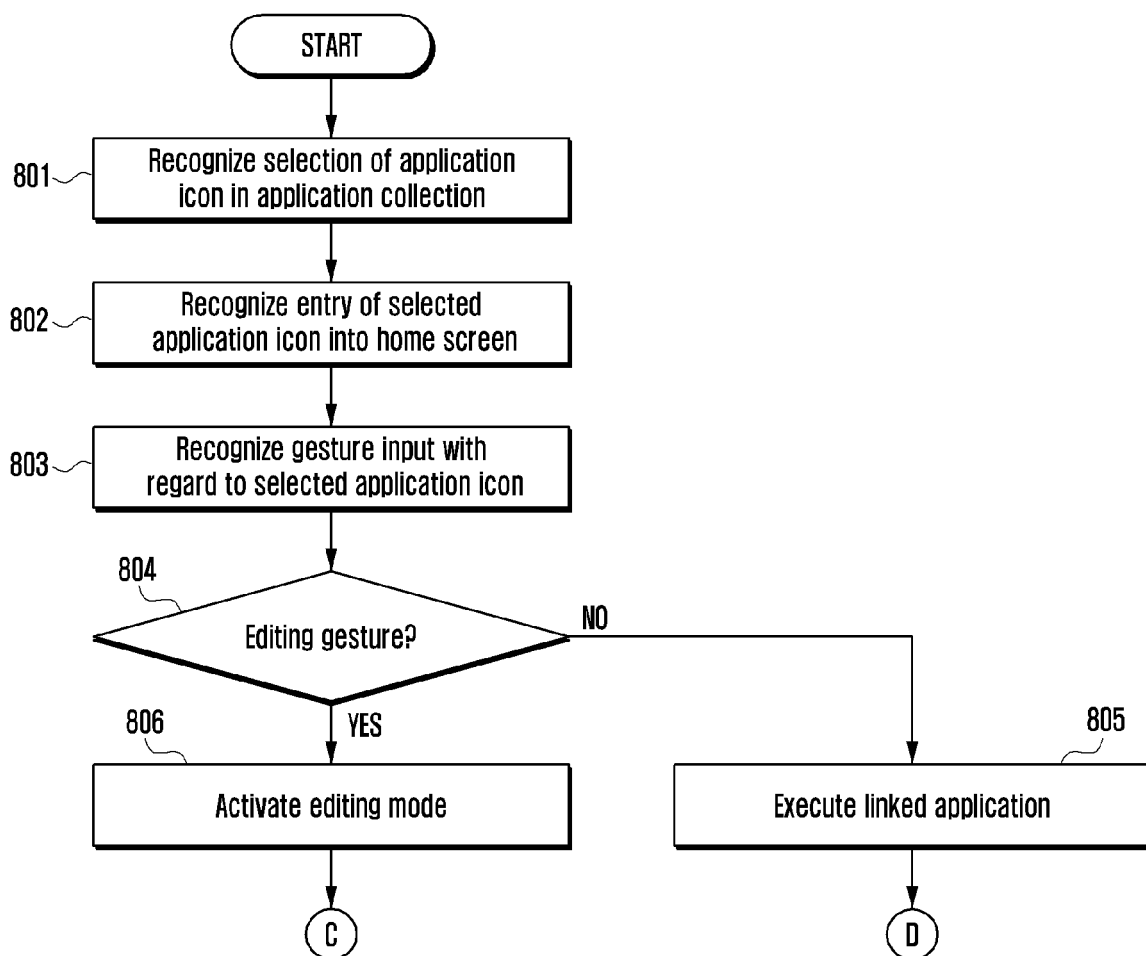 START
801
Recognize selection of application
icon in application collection
802
Recognize entry of selected
application icon into home screen
803
Recognize gesture input with
regard to selected application icon
804
Editing gesture?
NO
YES
806
Activate editing mode
805
Execute linked application
C
D